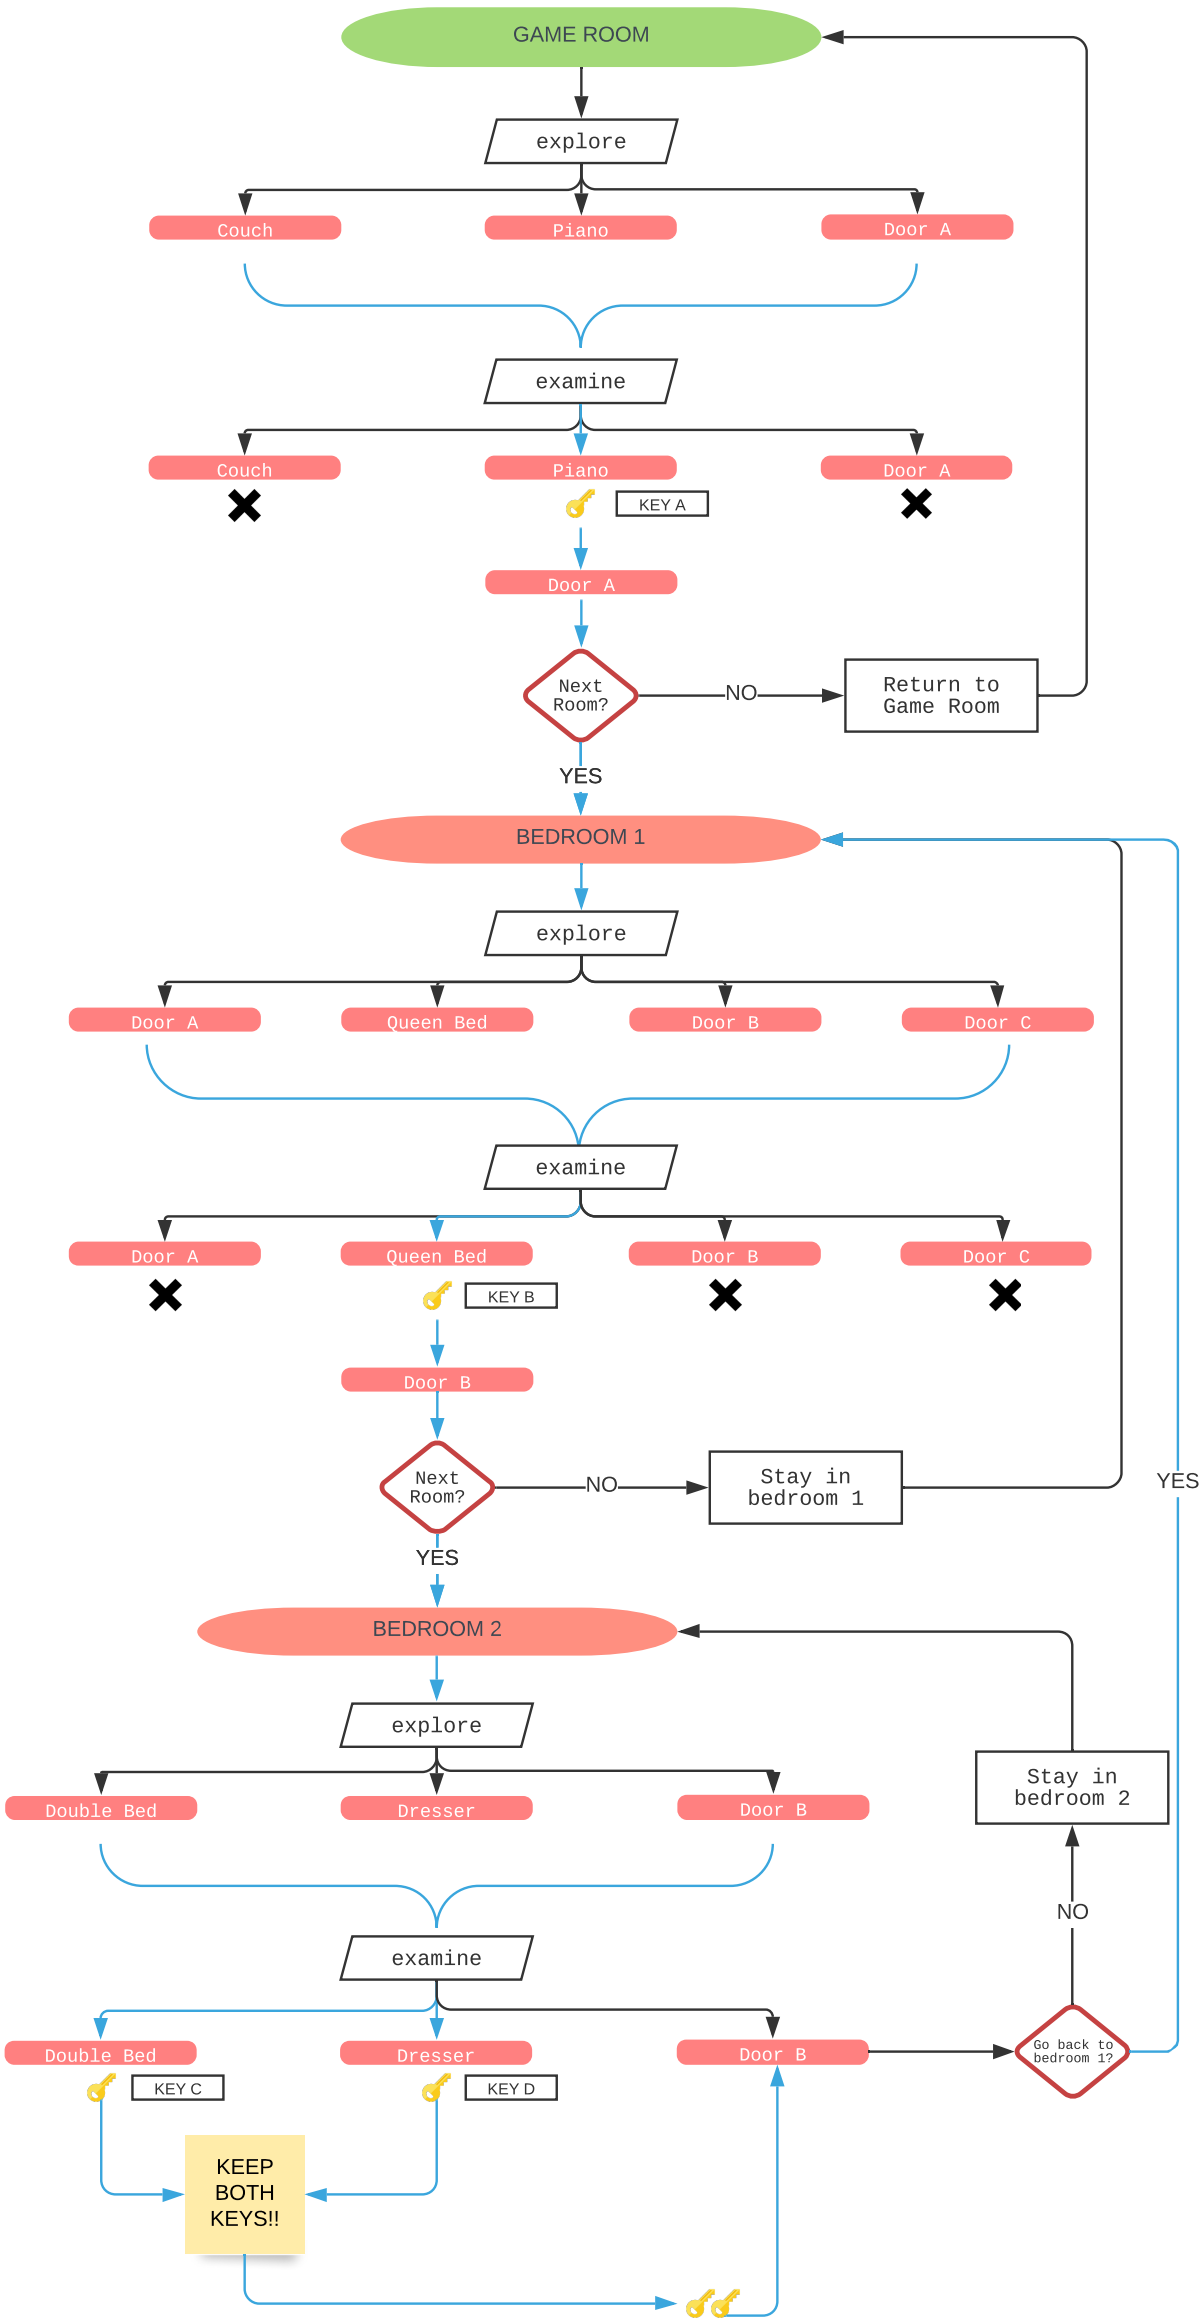 GAME ROOM
explore
Couch
Piano
Door A
examine
Couch
Piano
Door A
KEY A
Door A
Next
Room?
NO
Return to
Game Room
YES
BEDROOM 1
explore
Door A
Queen Bed
Door B
Door C
examine
Door A
Queen Bed
Door B
Door C
KEY B
Door B
Next
Room?
NO
Stay in
bedroom 1
YES
YES
BEDROOM 2
explore
Double Bed
Dresser
Door B
Stay in
bedroom 2
NO
examine
Double Bed
Dresser
Door B
Go back to
bedroom 1?
KEY C
KEY D
KEEP
BOTH
KEYS!!